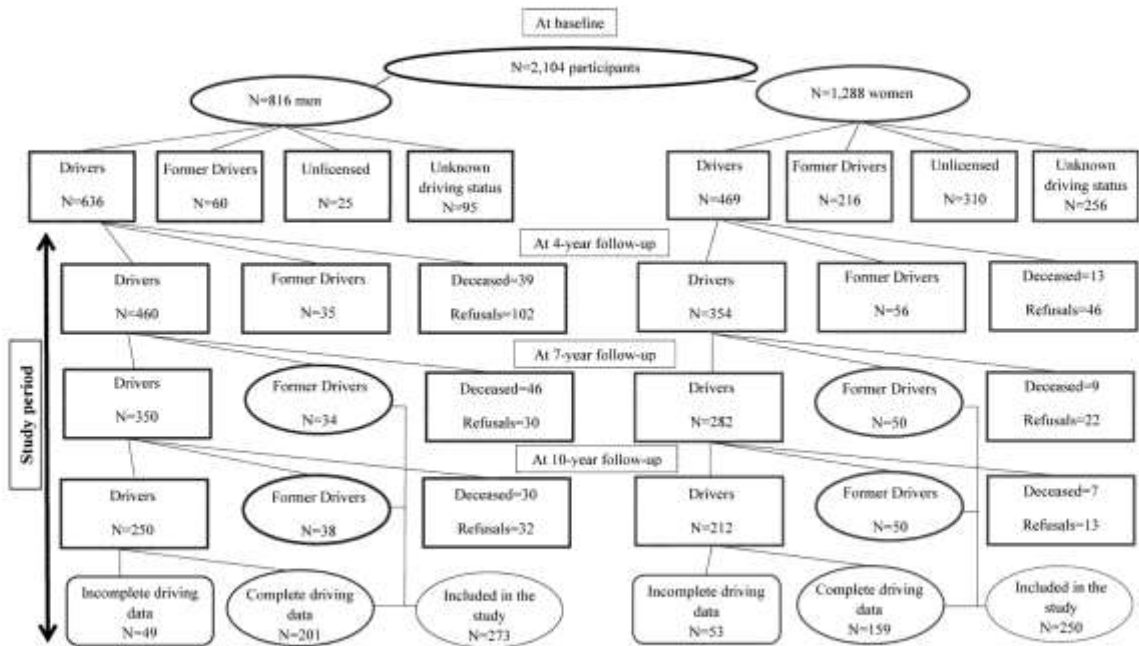 At baseline
N=2,104 participants
N=816 men
N=1,288 women
Drivers
N=636
Former Drivers
N=60
Unlicensed
N=25
Unknown
driving status
N=95
Drivers
N=469
Former Drivers
N=216
Unlicensed
N=310
Unknown
driving status
N=256
Study period
At 4-year follow-up
Drivers
N=460
Former Drivers
N=35
Deceased=39
Refusals=102
Drivers
N=354
Former Drivers
N=56
Deceased=13
Refusals=46
At 7-year follow-up
Drivers
N=350
Former Drivers
N=34
Deceased=46
Refusals=30
Drivers
N=282
Former Drivers
N=50
Deceased=9
Refusals=22
At 10-year follow-up
Drivers
N=250
Former Drivers
N=38
Deceased=30
Refusals=32
Drivers
N=212
Former Drivers
N=50
Deceased=7
Refusals=13
Incomplete driving
data
N=49
Complete driving
data
N=201
Included in the
study
N=273
Incomplete driving
data
N=53
Complete driving
data
N=159
Included in the
study
N=250